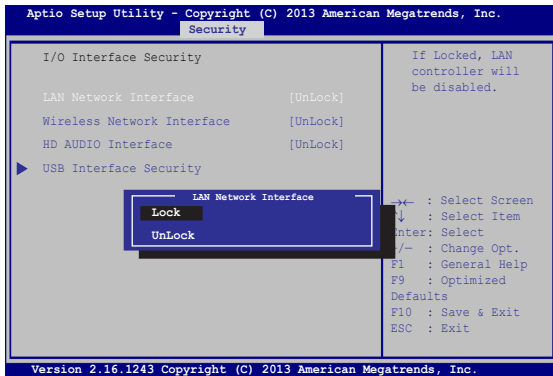 Aptio Setup Utility - Copyright (C) 2013 American Megatrends, Inc.
Security
I/O Interface Security
LAN Network Interface [UnLock]
Wireless Network Interface [UnLock]
HD AUDIO Interface [UnLock]
USB Interface Security
LAN Network Interface
Lock
UnLock
If Locked, LAN
controller will
be disabled.
→← : Select Screen
↑↓ : Select Item
Enter: Select
+/— : Change Opt.
F1 : General Help
F9 : Optimized
Defaults
F10 : Save & Exit
ESC : Exit
Version 2.16.1243 Copyright (C) 2013 American Megatrends, Inc.